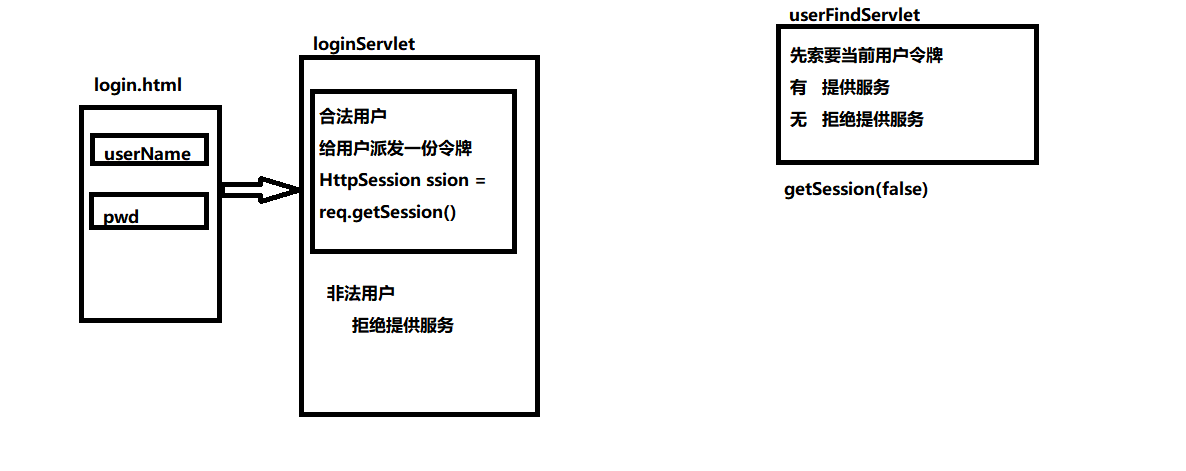 login.html
userName
pwd
loginServlet
合法用户
给用户派发一份令牌
HttpSession ssion =
req.getSession()
非法用户
拒绝提供服务
userFindServlet
先索要当前用户令牌
有 提供服务
无 拒绝提供服务
getSession(false)